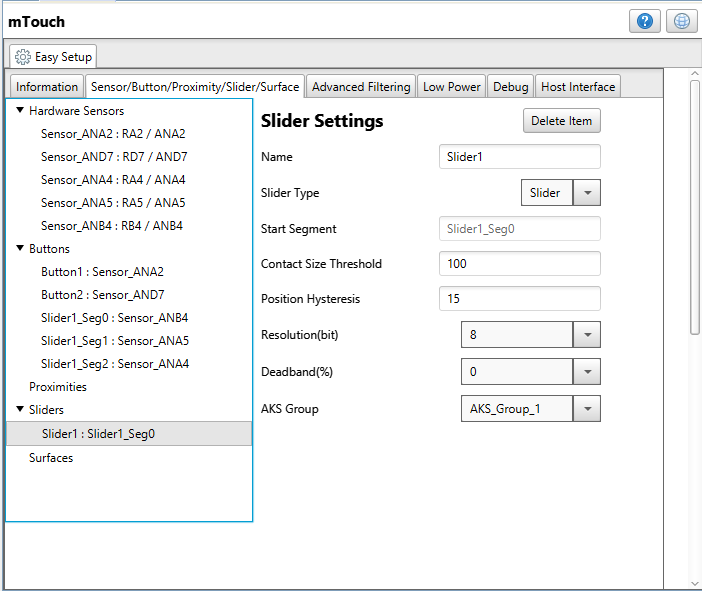 mTouch
?
Easy Setup
Information Sensor/Button/Proximity/Slider/Surface Advanced Filtering Low Power Debug Host Interface
Hardware Sensors
Sensor_ANA2 : RA2 / ANA2
Sensor_AND7 : RD7 / AND7
Sensor_ANA4 : RA4 / ANA4
Sensor_ANA5 : RA5 / ANA5
Sensor_ANB4 : RB4 / ANB4
Buttons
Button1 : Sensor_ANA2
Button2 : Sensor_AND7
Slider1_Seg0 : Sensor_ANB4
Slider1_Seg1 : Sensor_ANA5
Slider1_Seg2 : Sensor_ANA4
Proximities
Sliders
Slider1 : Slider1_Seg0
Surfaces
Slider Settings Delete Item
Name Slider1
Slider Type Slider
Start Segment Slider1_Seg0
Contact Size Threshold 100
Position Hysteresis 15
Resolution(bit) 8
Deadband(%) 0
AKS Group AKS_Group_1